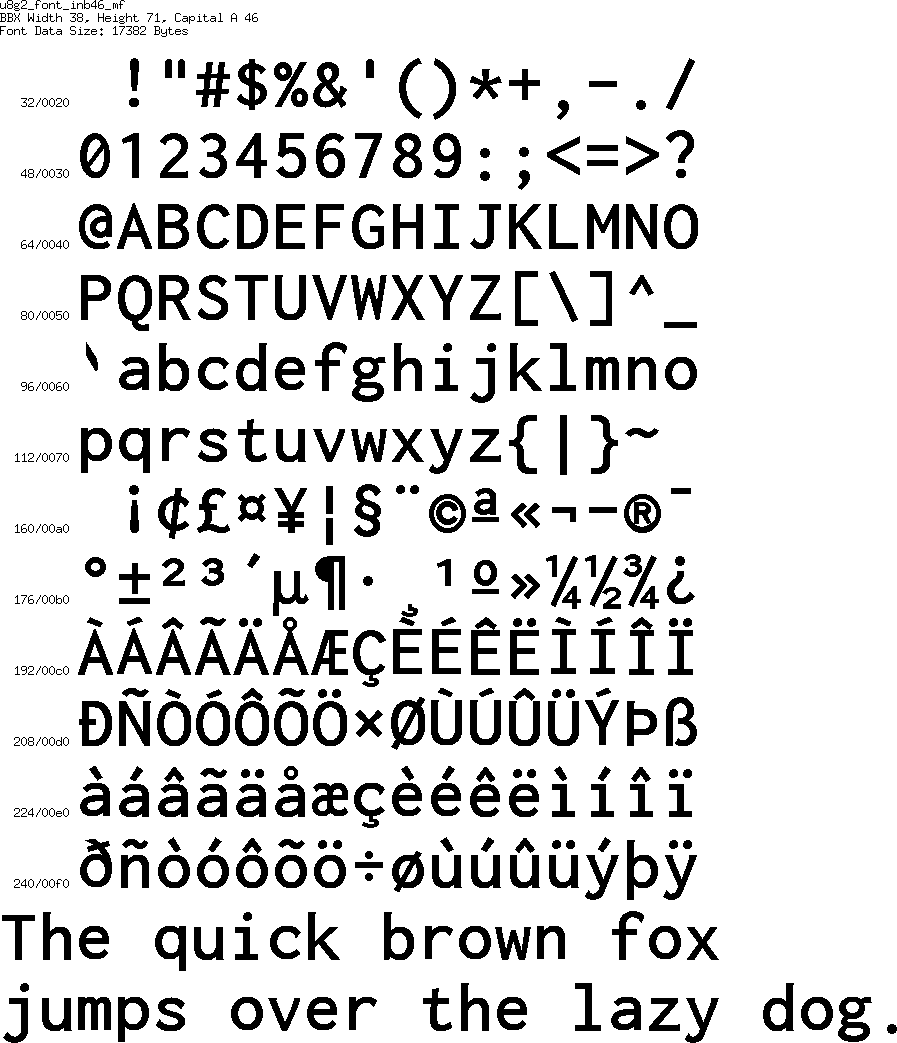 u8g2_font_inb46_mf
BBX Width 38, Height 71, Capital A 46
Font Data Size: 17382 Bytes
32/0020 !"#$%&'()*+,-./
48/0030 0123456789:;<=>?
64/0040 @ABCDEFGHIJKLMNO
80/0050 PQRSTUVWXYZ[\]^_
96/0060 `abcdefghijklmno
112/0070 pqrstuvwxyz{|}~
160/00a0 ¡¢£¤¥¦§¨©ª«¬−®¯
176/00b0 °±²³´µ¶· ¹º»¼½¾¿
192/00c0 ÀÁÂÃÄÅÆÇÈÉÊËÌÍÎÏ
208/00d0 ÐÑÒÓÔÕÖ×ØÙÚÛÜÝÞß
224/00e0 àáâãäåæçèéêëìíîï
240/00f0 ðñòóôõö÷øùúûüýþÿ
The quick brown fox
jumps over the lazy dog.